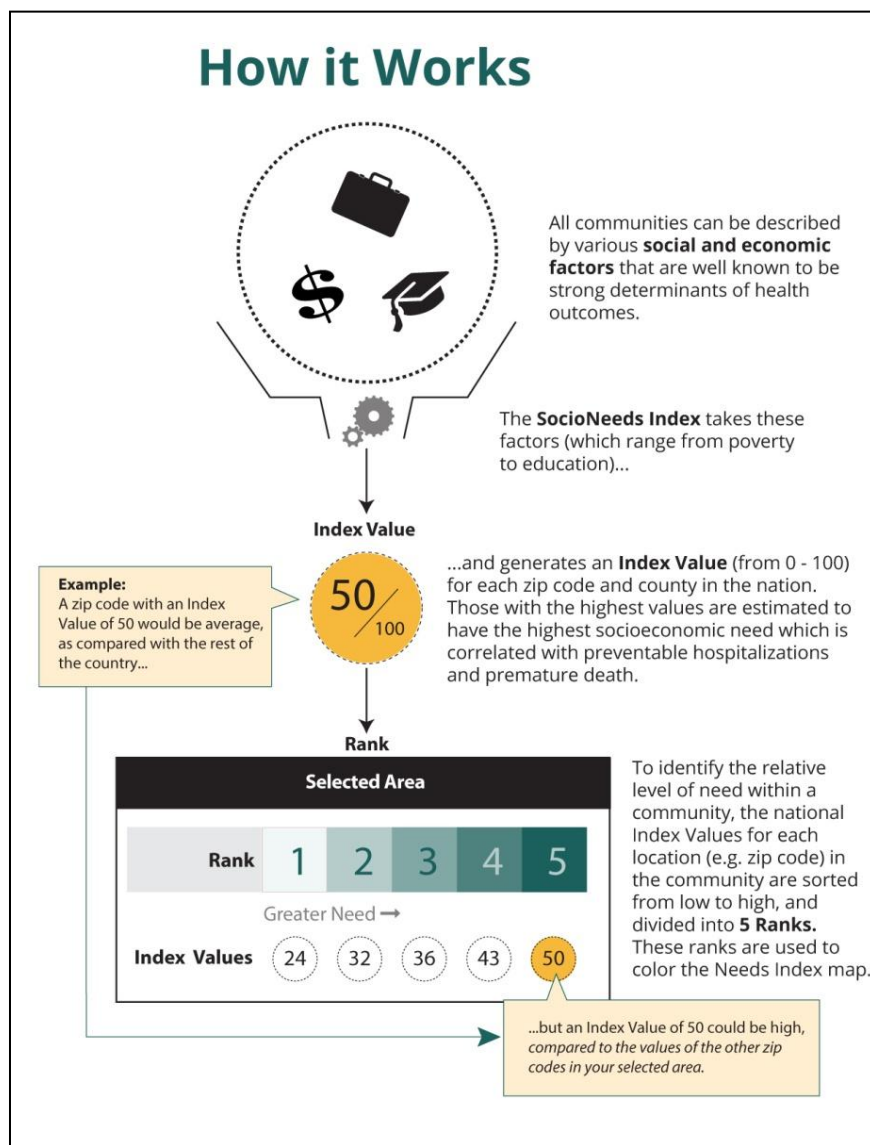 How it Works
All communities can be described
by various social and economic
factors that are well known to be
strong determinants of health
outcomes.
$
The SocioNeeds Index takes these
factors (which range from poverty
to education)...
Index Value
50
100
Example:
A zip code with an Index
Value of 50 would be average,
as compared with the rest of
the country...
...and generates an Index Value (from 0 - 100)
for each zip code and county in the nation.
Those with the highest values are estimated to
have the highest socioeconomic need which is
correlated with preventable hospitalizations
and premature death.
Rank
Selected Area
Rank 1 2 3 4 5
Greater Need →
Index Values 24 32 36 43 50
To identify the relative
level of need within a
community, the national
Index Values for each
location (e.g. zip code) in
the community are sorted
from low to high, and
divided into 5 Ranks.
These ranks are used to
color the Needs Index map.
...but an Index Value of 50 could be high,
compared to the values of the other zip
codes in your selected area.